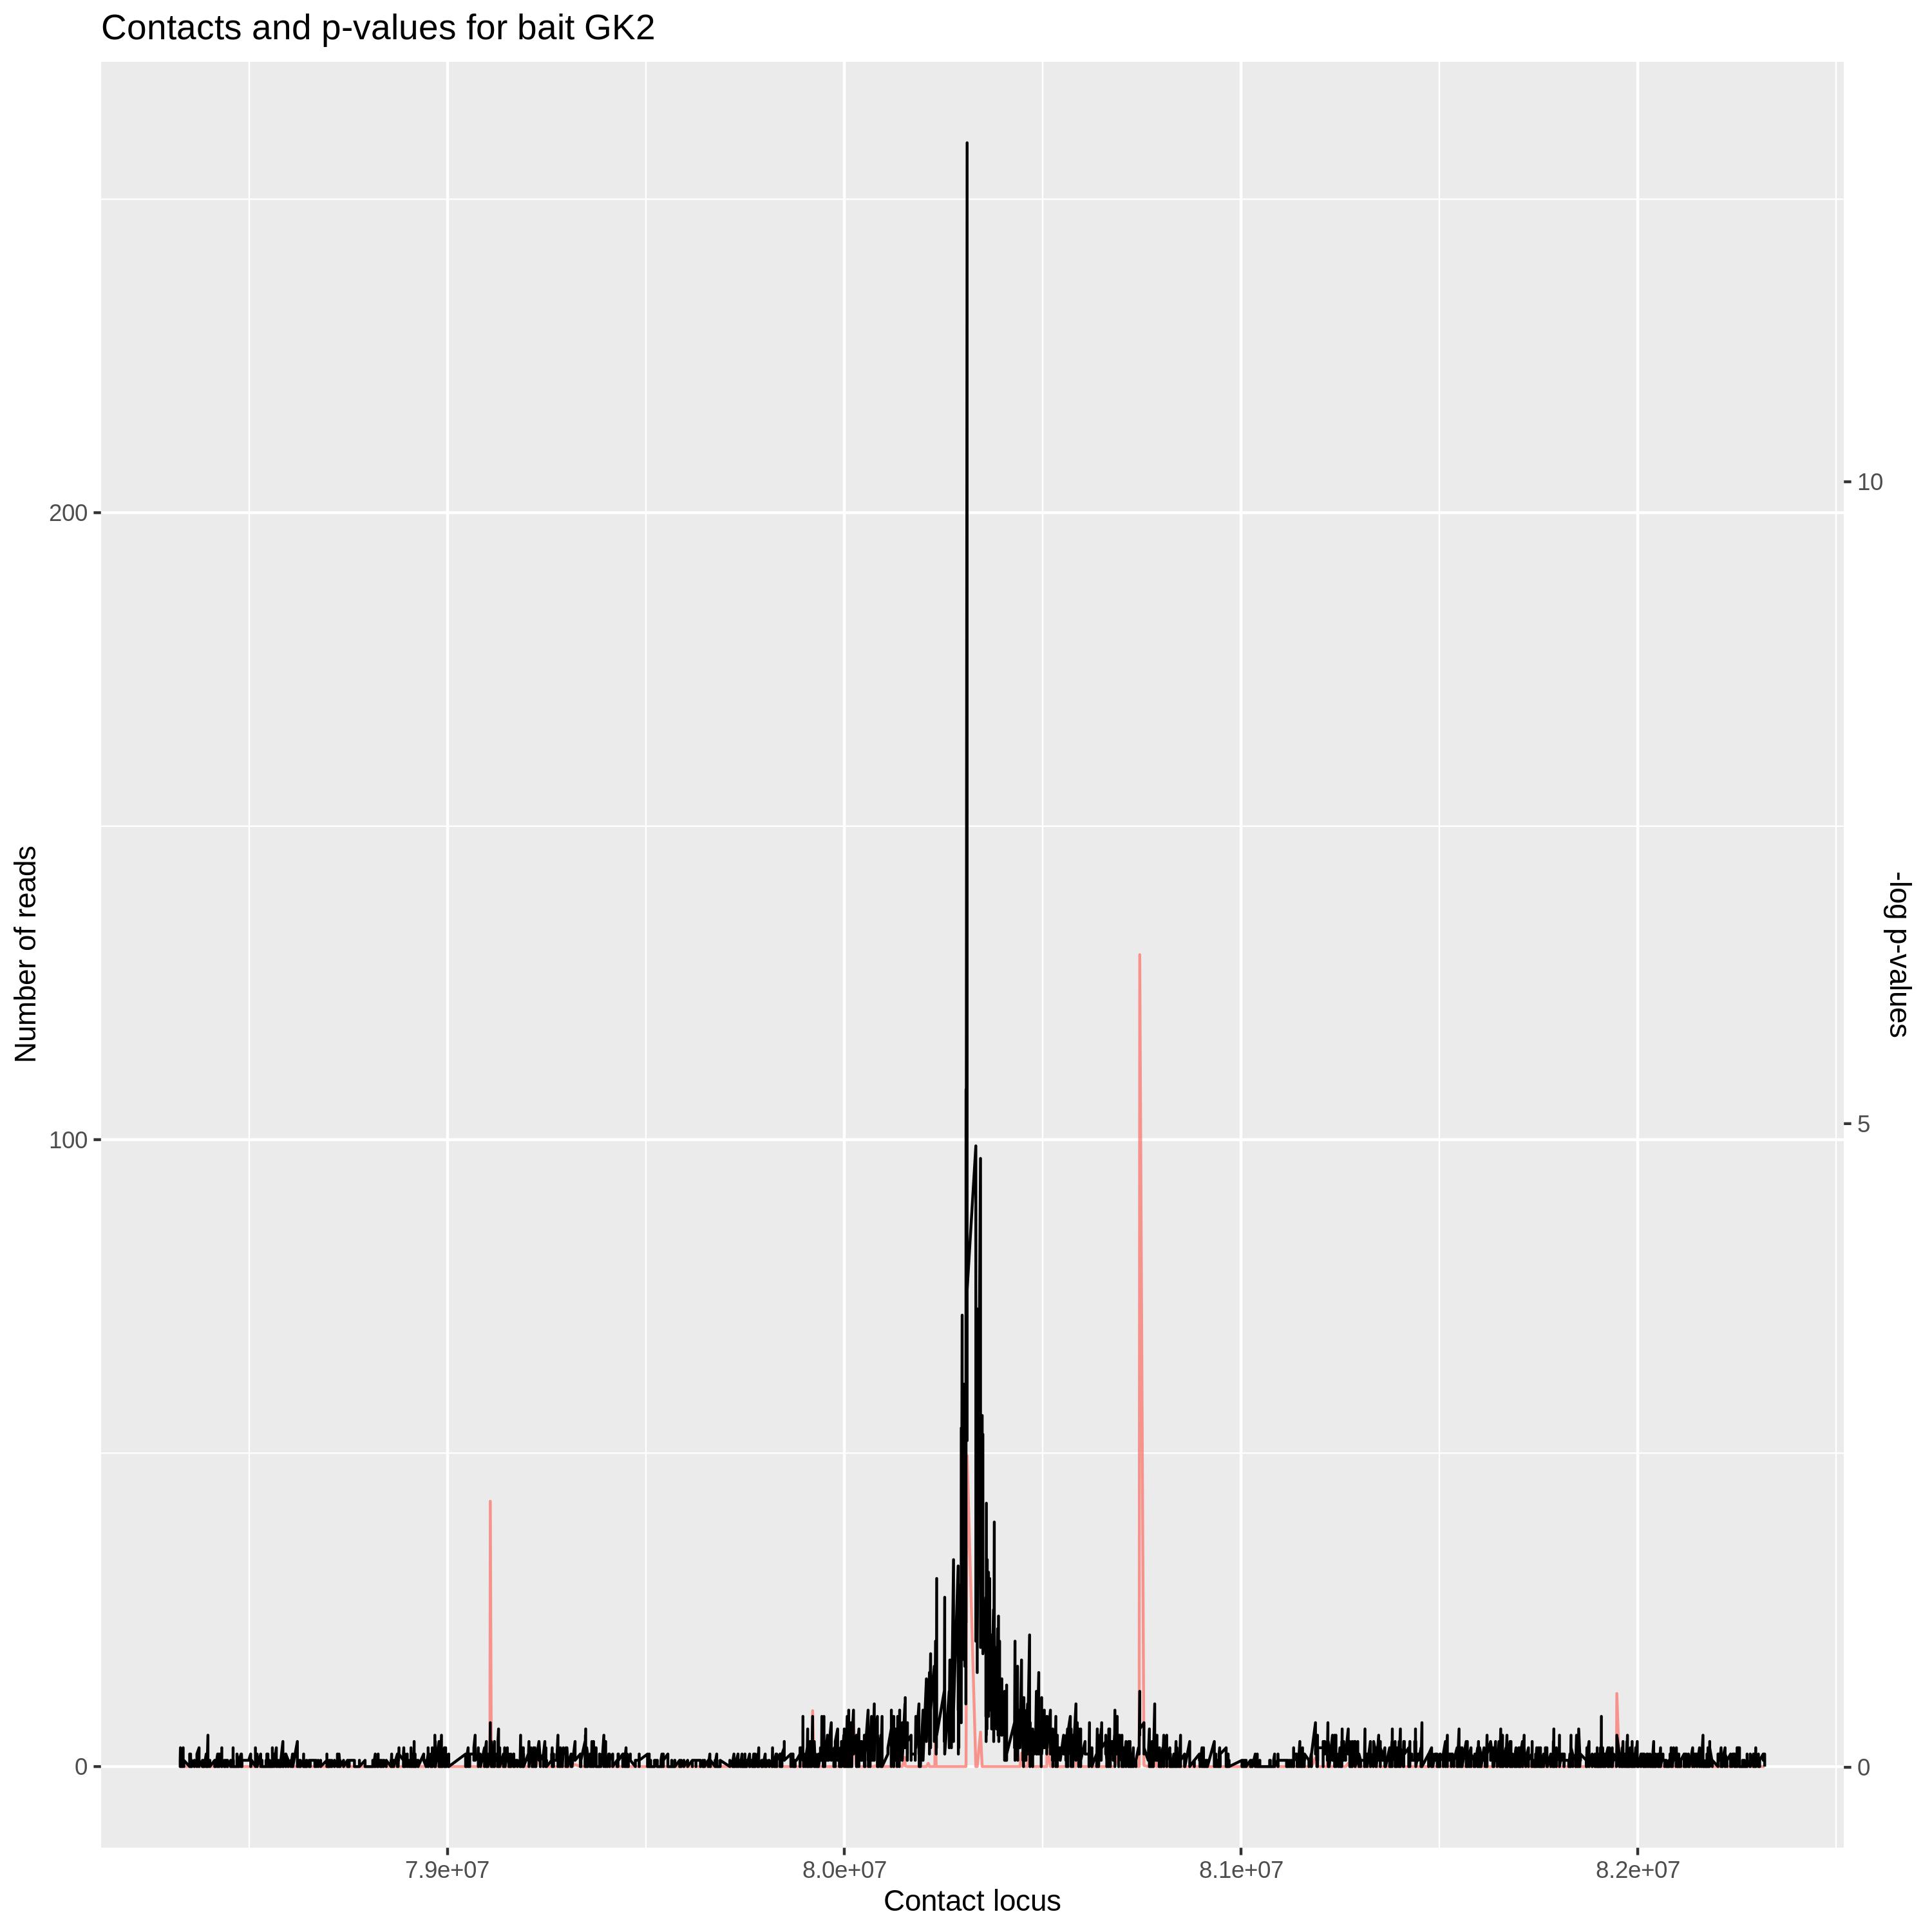 Contacts and p-values for bait GK2
Number of reads
200
100
0
10
5
0
-log p-values
7.9e+07
8.0e+07
8.1e+07
8.2e+07
Contact locus